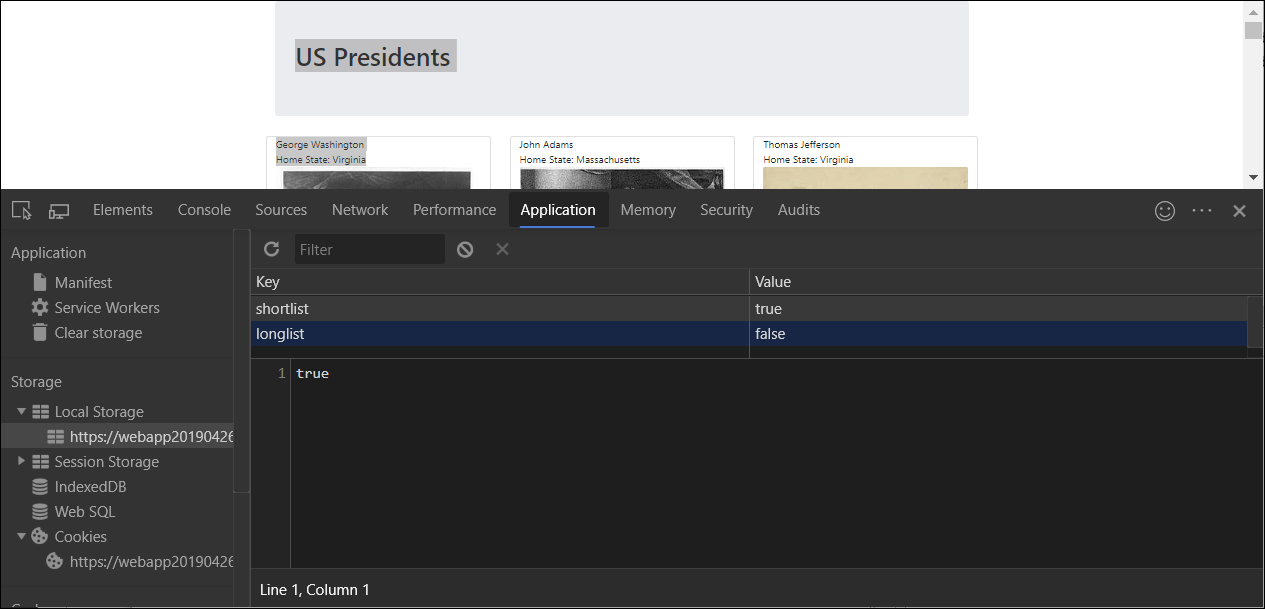 US Presidents
George Washington
Home State: Virginia
John Adams
Home State: Massachusetts
Thomas Jefferson
Home State: Virginia
Elements Console Sources Network Performance Application Memory Security Audits
Application
Manifest
Service Workers
Clear storage
Storage
Local Storage
https://webapp20190426
Session Storage
IndexedDB
Web SQL
Cookies
https://webapp20190426
Filter
Key Value
shortlist true
longlist false
1 true
Line 1, Column 1